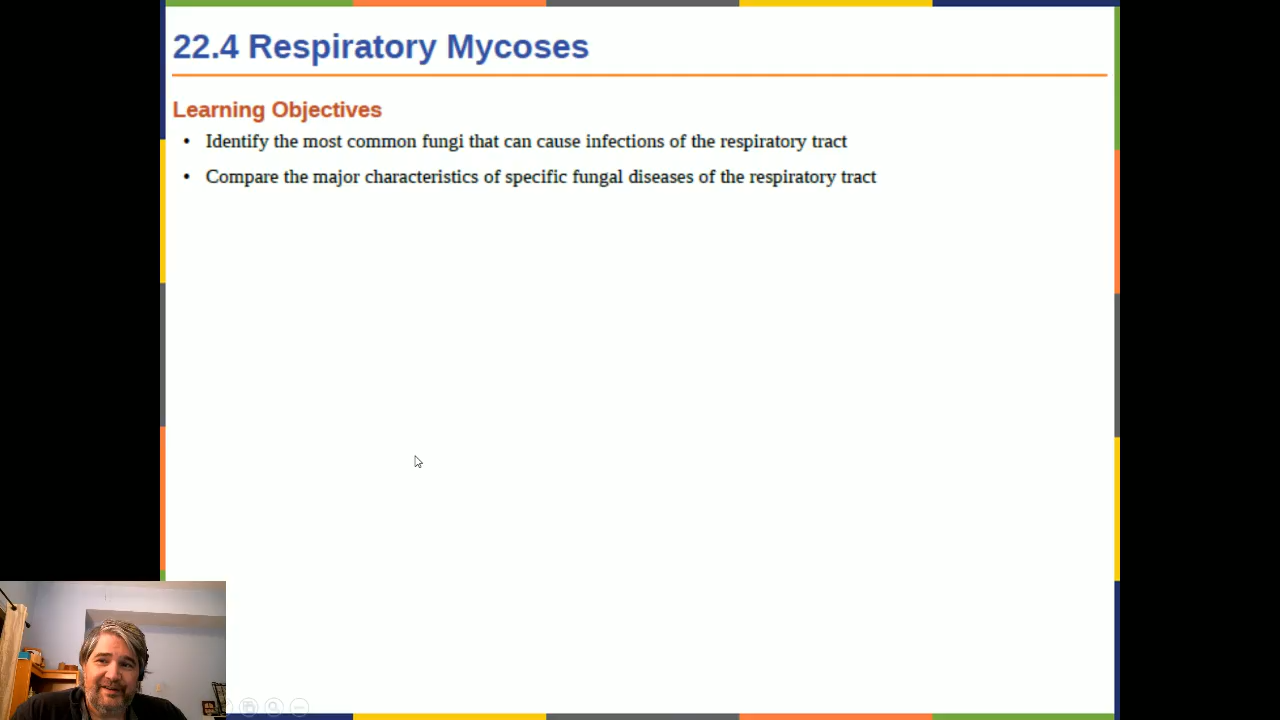 22.4 Respiratory Mycoses
Learning Objectives
• Identify the most common fungi that can cause infections of the respiratory tract
• Compare the major characteristics of specific fungal diseases of the respiratory tract